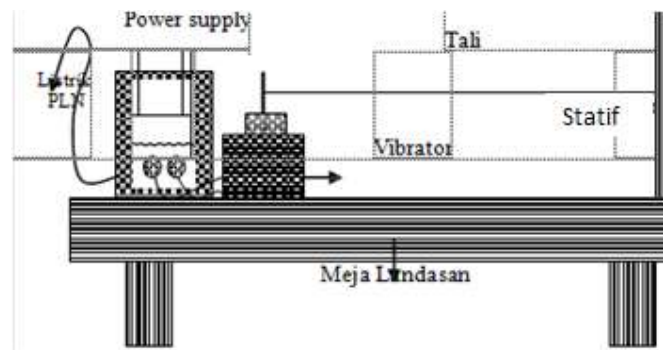 Power supply
Tali
Listrik
PLN
Statif
Vibrator
Meja Landasan